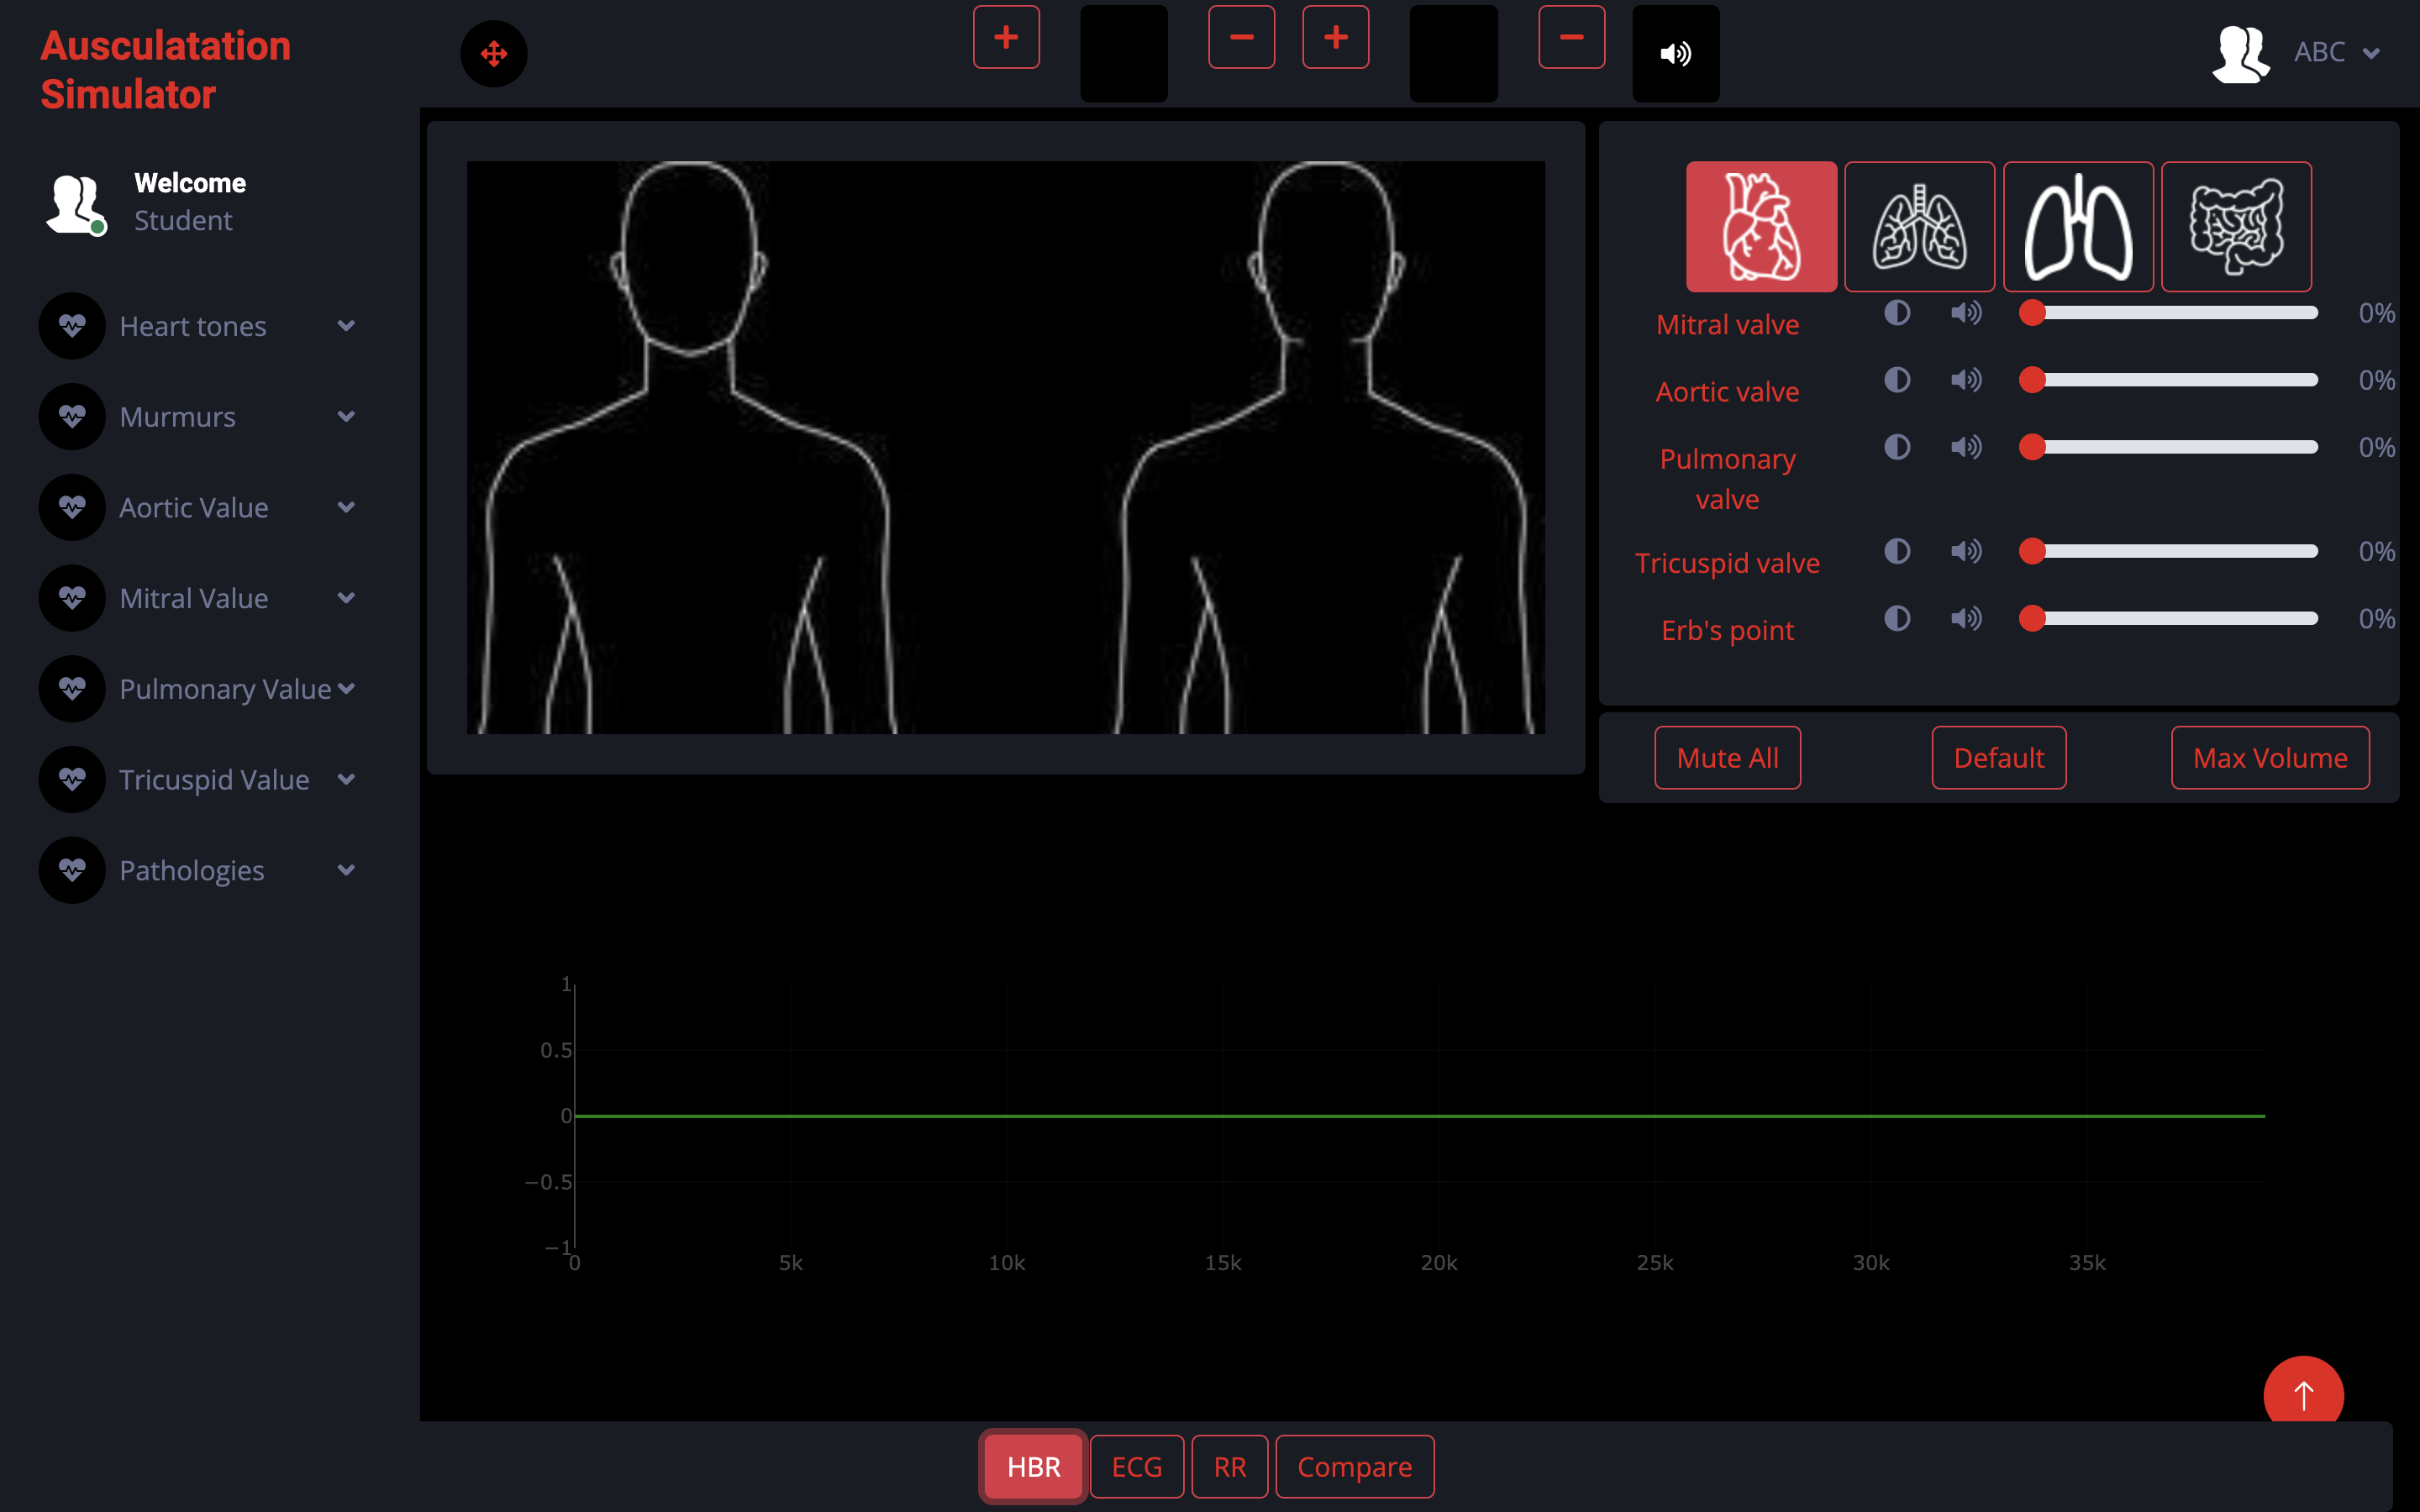 Ausculatation
Simulator
ABC
Welcome
Student
Heart tones
Murmurs
Aortic Value
Mitral Value
Pulmonary Value
Tricuspid Value
Pathologies
Mitral valve 0%
Aortic valve 0%
Pulmonary 0%
valve
Tricuspid valve 0%
Erb's point 0%
Mute All Default Max Volume
1
0.5
0
−0.5
−1
0 5k 10k 15k 20k 25k 30k 35k
HBR ECG RR Compare